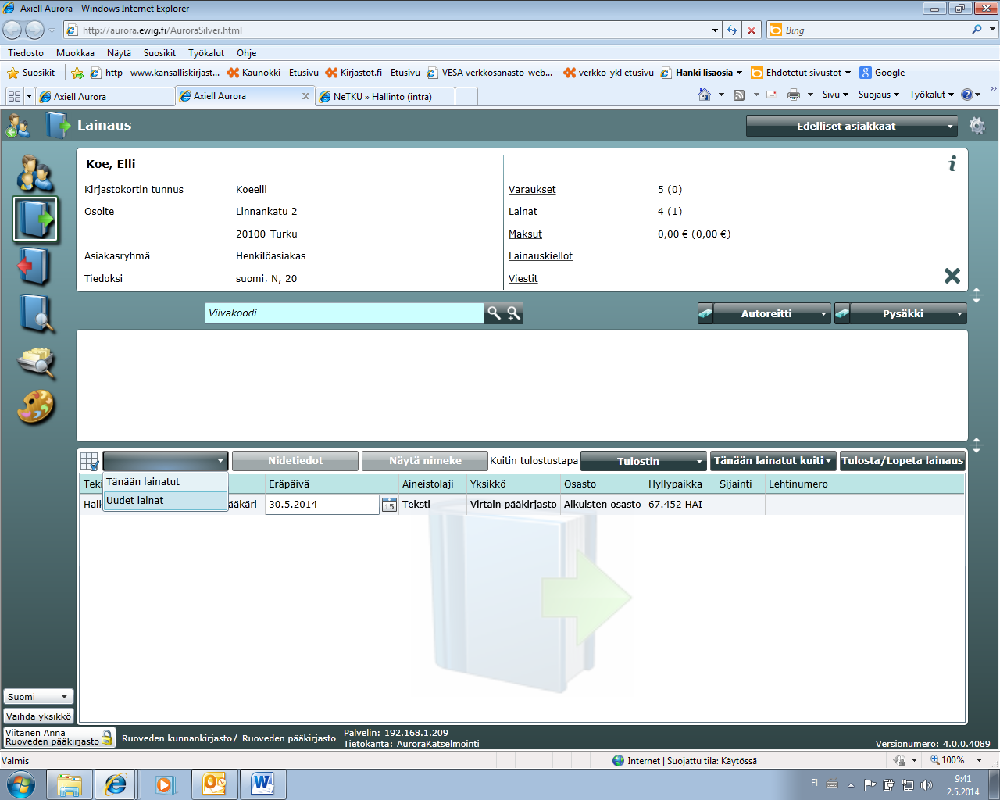 Axiell Aurora - Windows Internet Explorer
http://aurora.ewig.fi/AuroraSilver.html
Bing
Tiedosto Muokkaa Näytä Suosikit Työkalut Ohje
Suosikit http--www.kansalliskirjast... Kaunokki - Etusivu Kirjastot.fi - Etusivu VESA verkkosanasto-web... verkko-ykl etusivu Hanki lisäosia Ehdotetut sivustot Google
Axiell Aurora Axiell Aurora NeTKU » Hallinto (intra) Sivu Suojaus Työkalut »
Lainaus Edelliset asiakkaat
Koe, Elli
Kirjastokortin tunnus Koeelli Varaukset 5 (0)
Osoite Linnankatu 2 Lainat 4 (1)
20100 Turku Maksut 0,00 € (0,00 €)
Asiakasryhmä Henkilöasiakas Lainauskiellot
Tiedoksi suomi, N, 20 Viestit
Viivakoodi Autoreitti Pysäkki
Nidetiedot Näytä nimeke Kuitin tulostustapa Tulostin Tänään lainatut kuiti Tulosta/Lopeta lainaus
Teki Eräpäivä Aineistolaji Yksikkö Osasto Hyllypaikka Sijainti Lehtinumero
Tänään lainatut
Uudet lainat
Haik ääkäri 30.5.2014 15 Teksti Virtain pääkirjasto Aikuisten osasto 67.452 HAI
Suomi
Vaihda yksikkö
Viitanen Anna
Ruoveden pääkirjasto
Ruoveden kunnankirjasto/ Ruoveden pääkirjasto
Palvelin: 192.168.1.209
Tietokanta: AuroraKatselmointi
Versionumero: 4.0.0.4089
Valmis Internet | Suojattu tila: Käytössä 100%
FI 9:41
2.5.2014